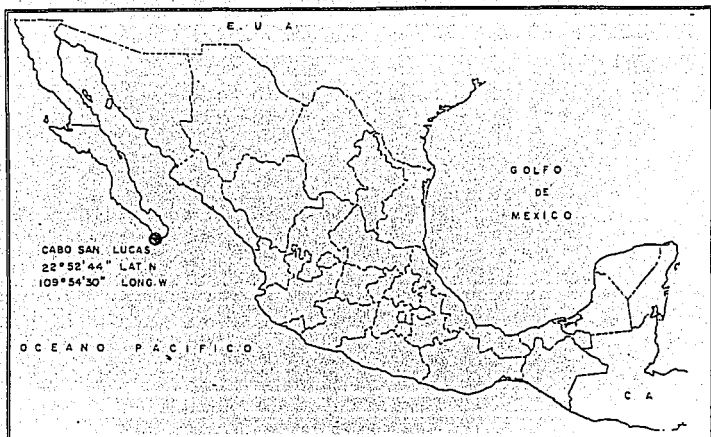 E. U. A.
GOLFO
DE
MEXICO
CABO SAN LUCAS
22°52'44" LAT.N
109°54'30" LONG.W
OCEANO PACIFICO
C A